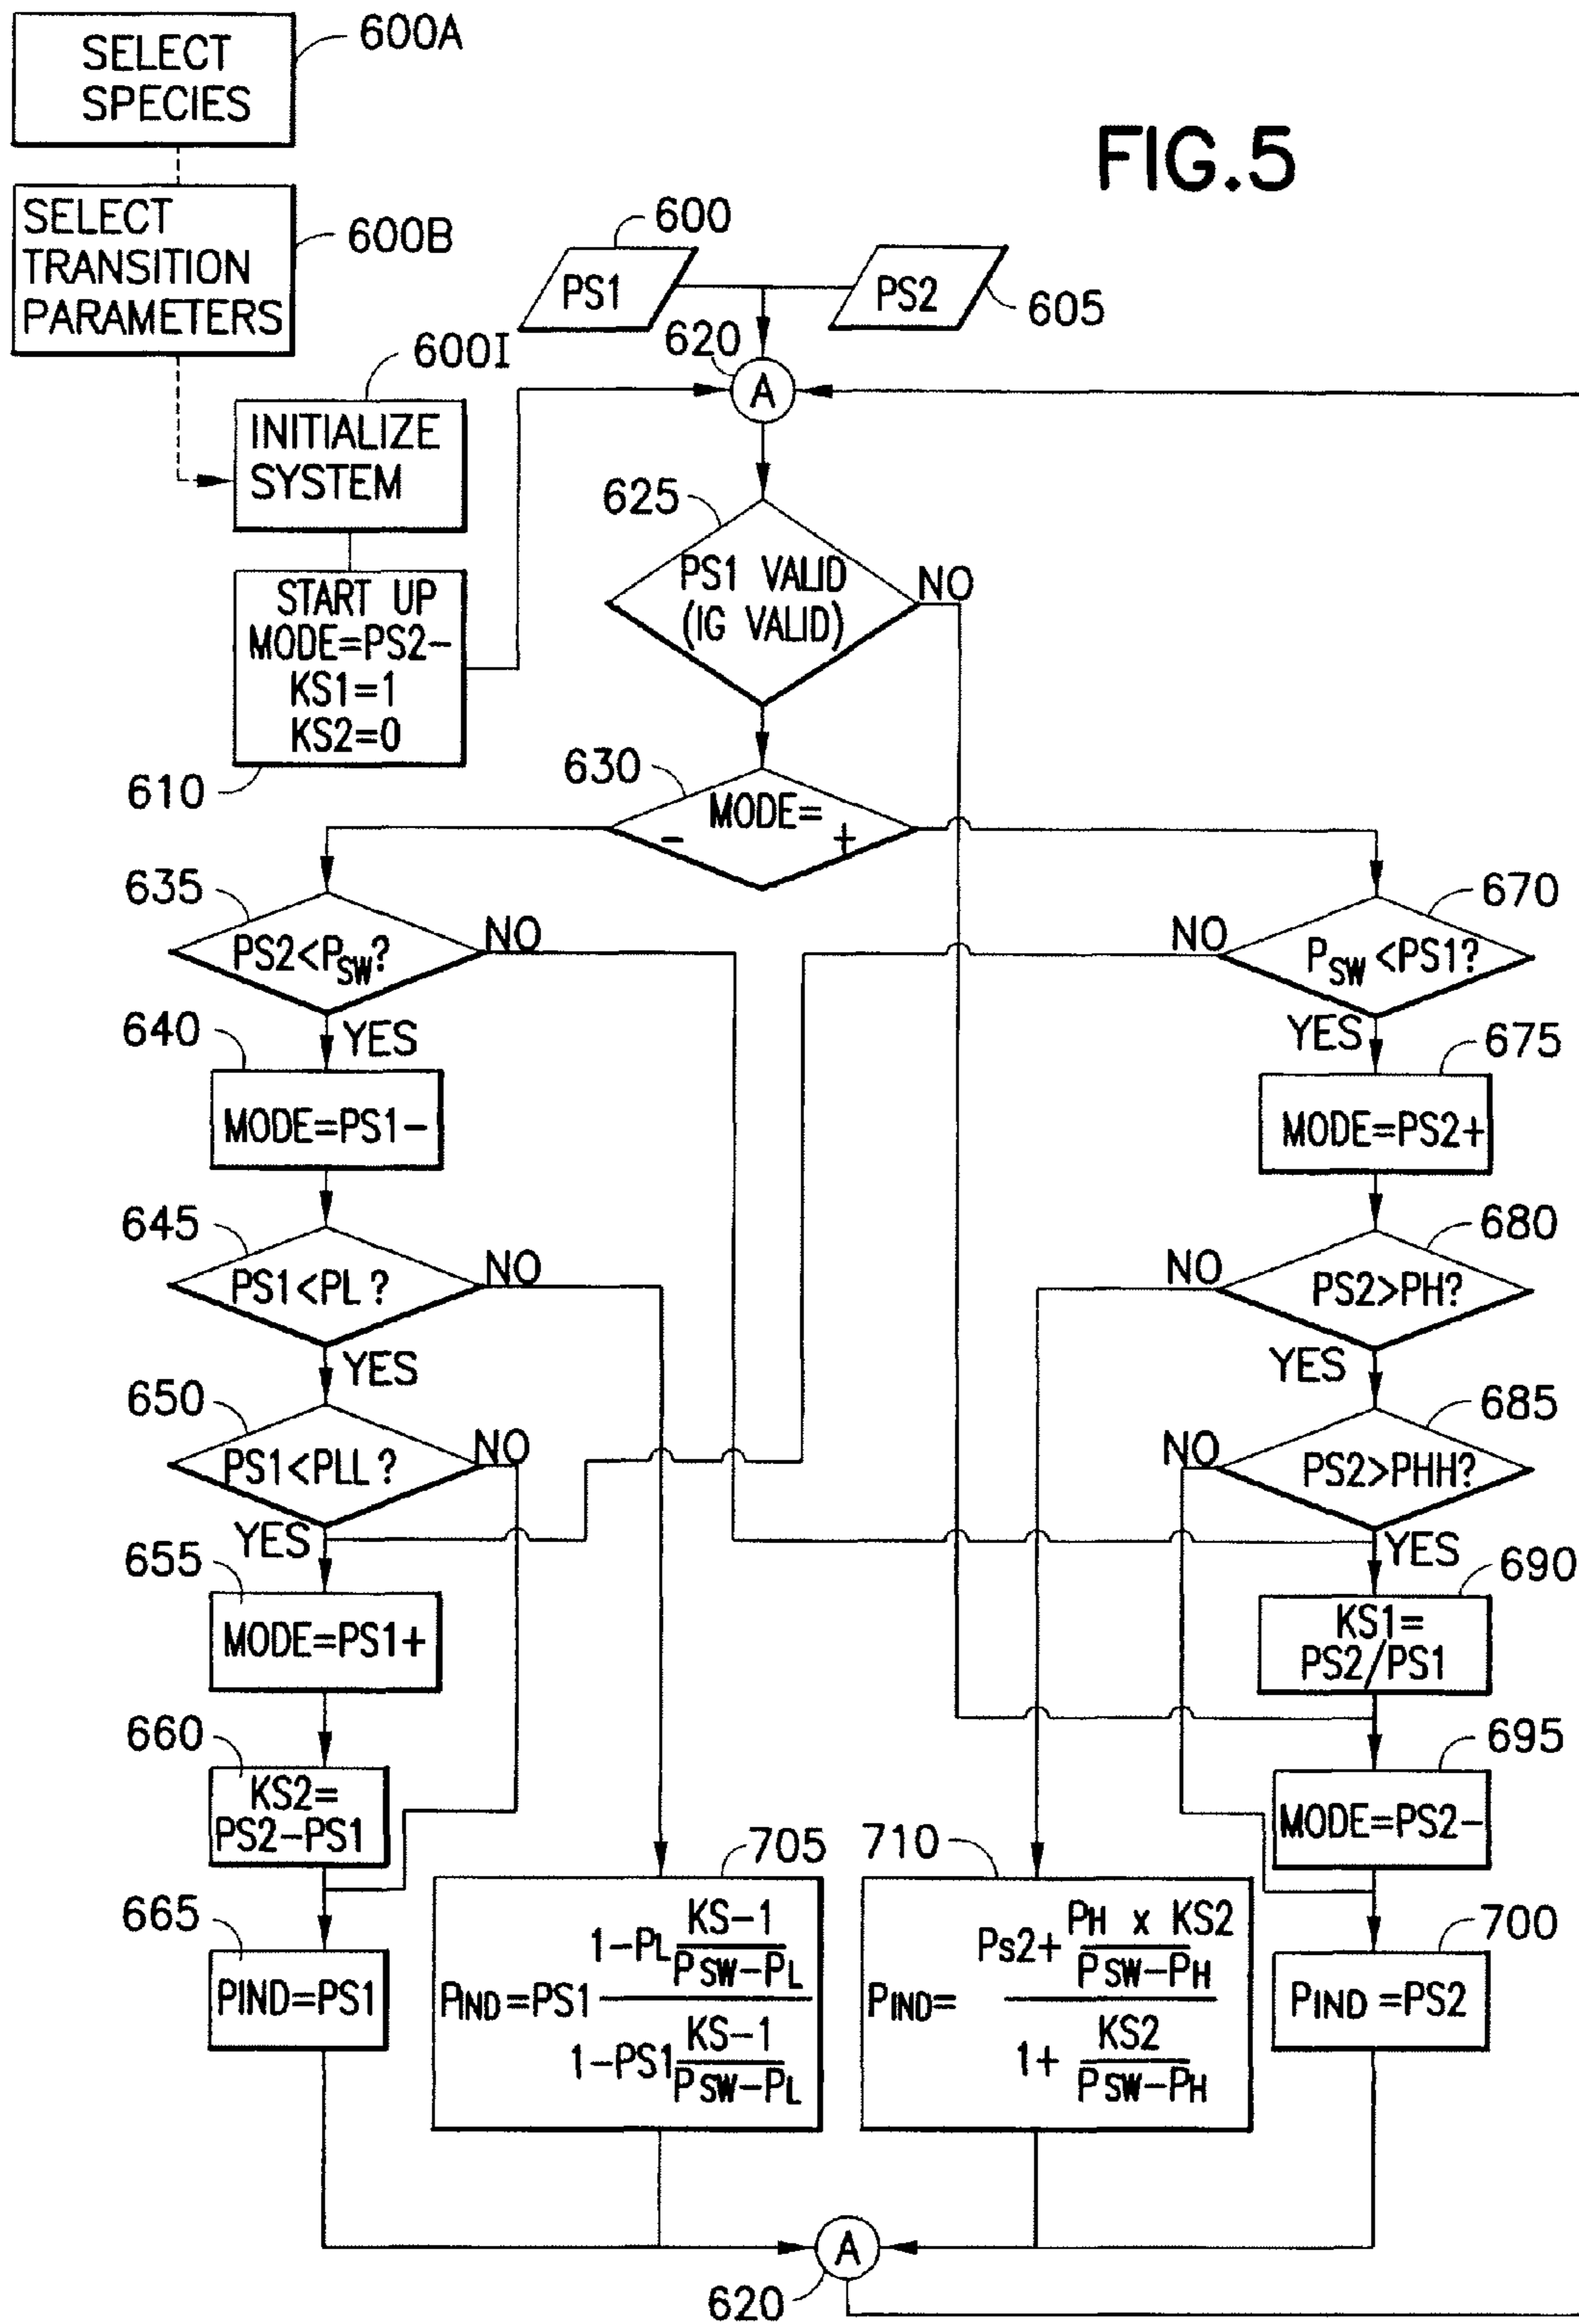 SELECT
SPECIES
600A
FIG.5
SELECT
TRANSITION
PARAMETERS
600B
600
PS1
PS2
605
600I
620
A
INITIALIZE
SYSTEM
625
PS1 VALID
(IG VALID)
NO
START UP
MODE=PS2-
KS1=1
KS2=0
610
630
MODE=
- +
635
PS2<PSW?
NO
670
NO
PSW<PS1?
640
YES
YES
675
MODE=PS1-
MODE=PS2+
645
PS1<PL?
NO
680
NO
PS2>PH?
YES
YES
650
PS1<PLL?
NO
685
NO
PS2>PHH?
YES
YES
655
MODE=PS1+
690
KS1=
PS2/PS1
660
KS2=
PS2-PS1
695
MODE=PS2-
665
PIND=PS1
705
KS-1
1-PL
PSW-PL
PIND=PS1
KS-1
1-PS1
PSW-PL
710
PH x KS2
Ps2+
PSW-PH
PIND=
KS2
1+
PSW-PH
700
PIND=PS2
A
620